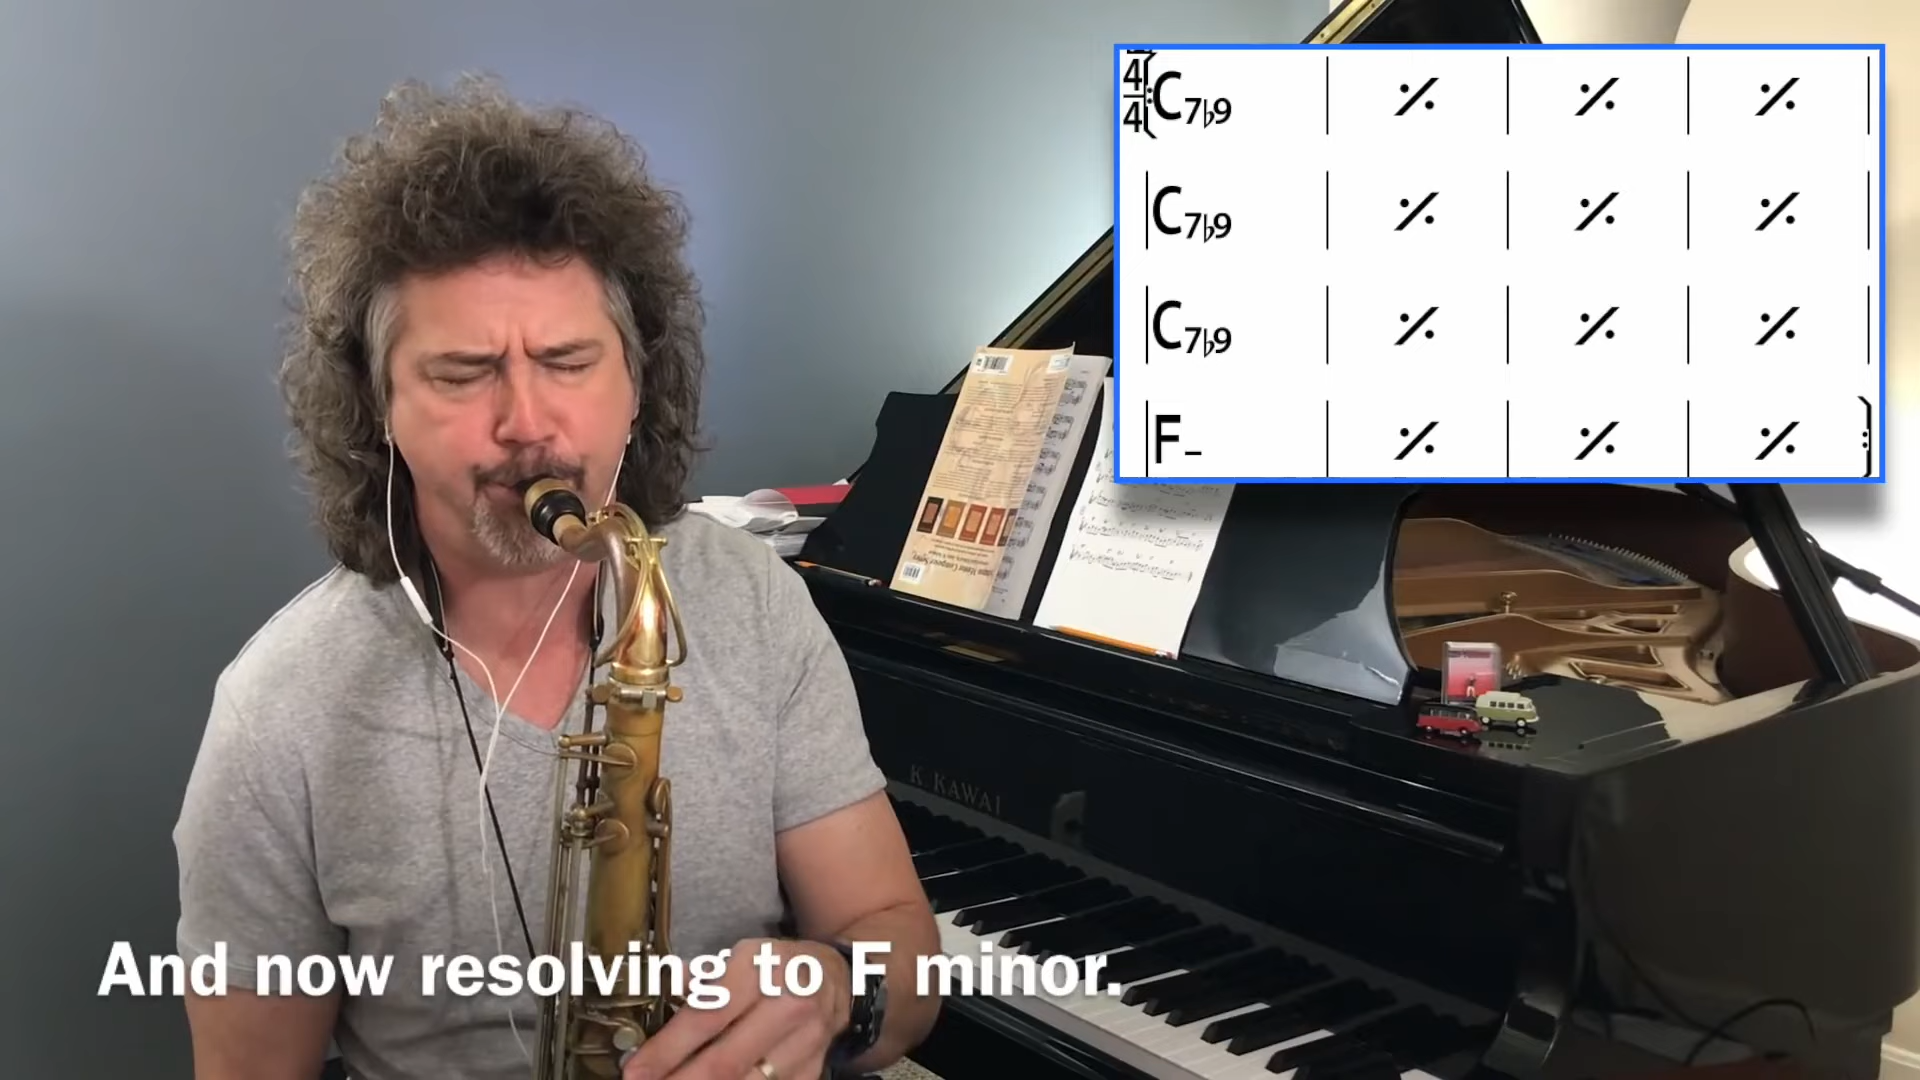 4
4
C7♭9 𝄎 𝄎 𝄎
C7♭9 𝄎 𝄎 𝄎
C7♭9 𝄎 𝄎 𝄎
F– 𝄎 𝄎 𝄎
K KAWAI
And now resolving to F minor.